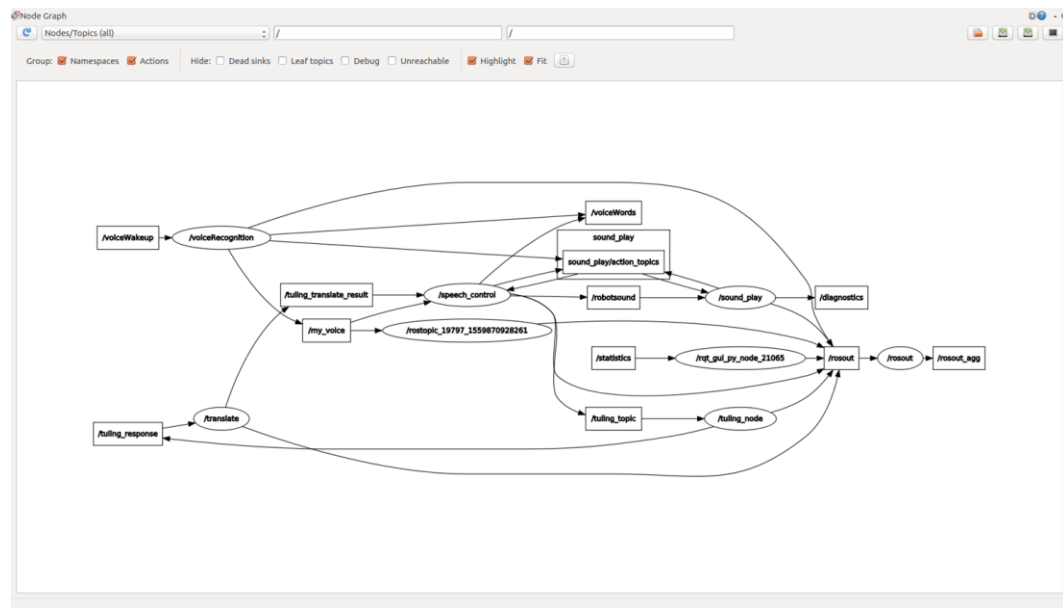 Node Graph
D
Nodes/Topics (all)
/
/
Group:
Namespaces
Actions
Hide:
Dead sinks
Leaf topics
Debug
Unreachable
Highlight
Fit
/voiceWords
/voiceWakeup
/voiceRecognition
sound_play
sound_play/action_topics
/tuling_translate_result
/speech_control
/robotsound
/sound_play
/diagnostics
/my_voice
/rostopic_19797_1559870928261
/statistics
/rqt_gui_py_node_21065
/rosout
/rosout
/rosout_agg
/translate
/tuling_topic
/tuling_node
/tuling_response